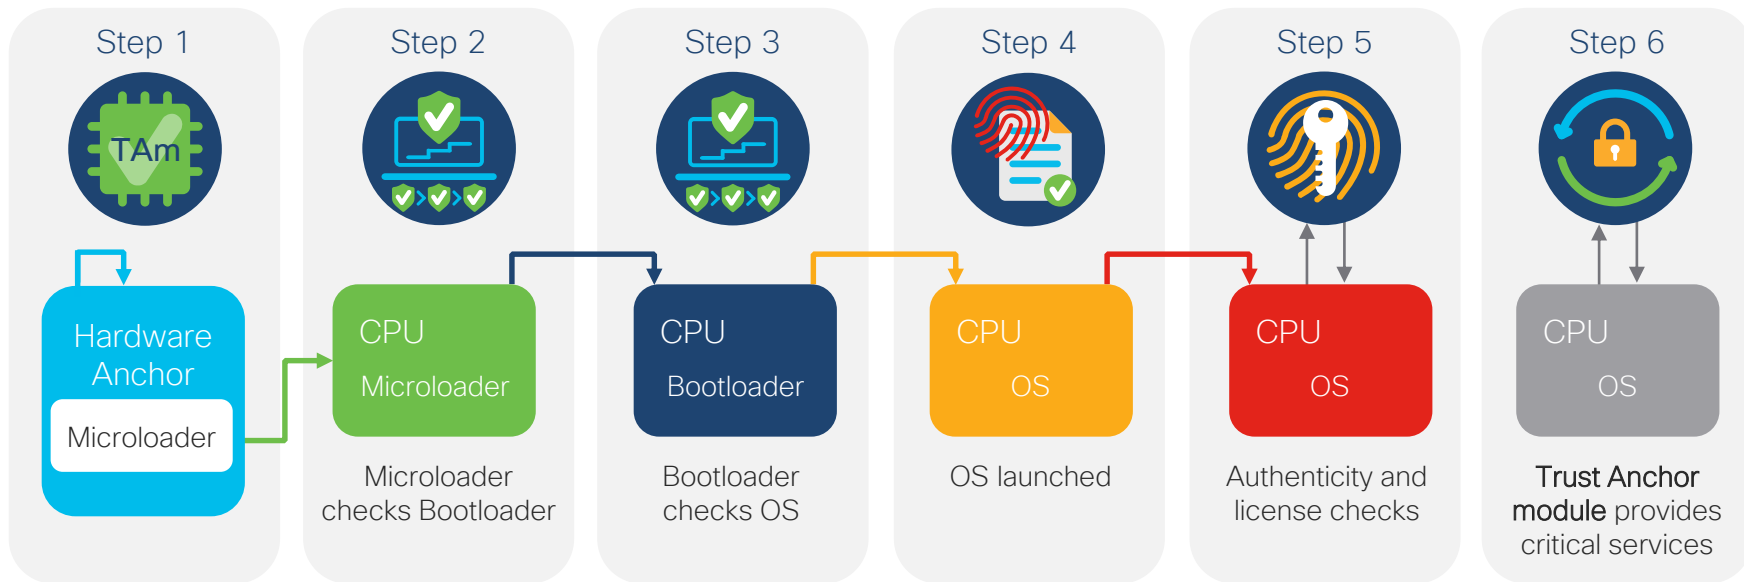 Step 1
TAm
Hardware
Anchor
Microloader
Step 2
CPU
Microloader
Microloader
checks Bootloader
Step 3
CPU
Bootloader
Bootloader
checks OS
Step 4
CPU
OS
OS launched
Step 5
CPU
OS
Authenticity and
license checks
Step 6
CPU
OS
Trust Anchor
module provides
critical services